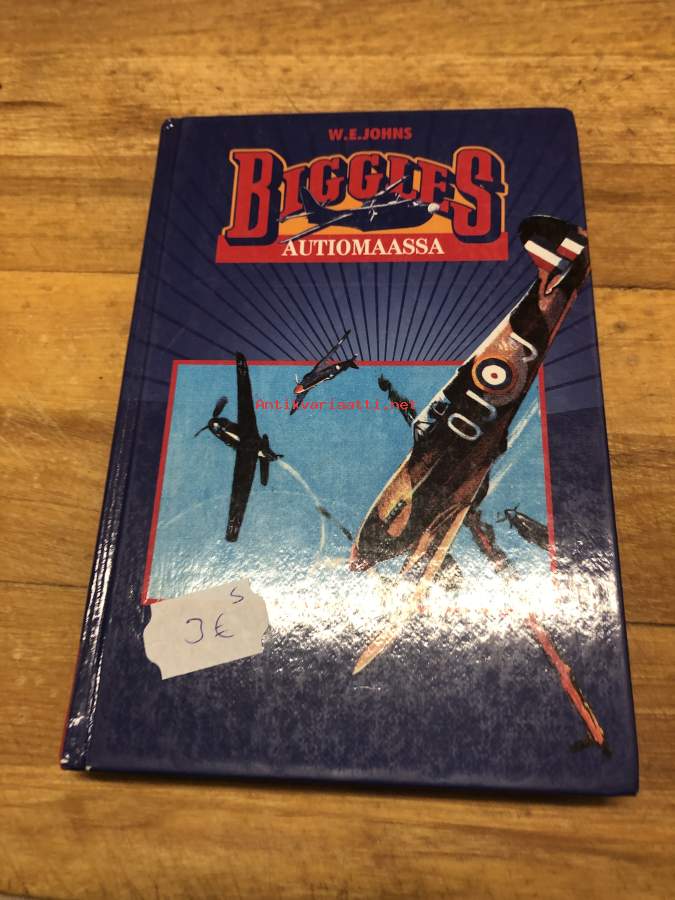 W.E.JOHNS
BIGGLES
AUTIOMAASSA
Antikvariaatti.net
S
3€